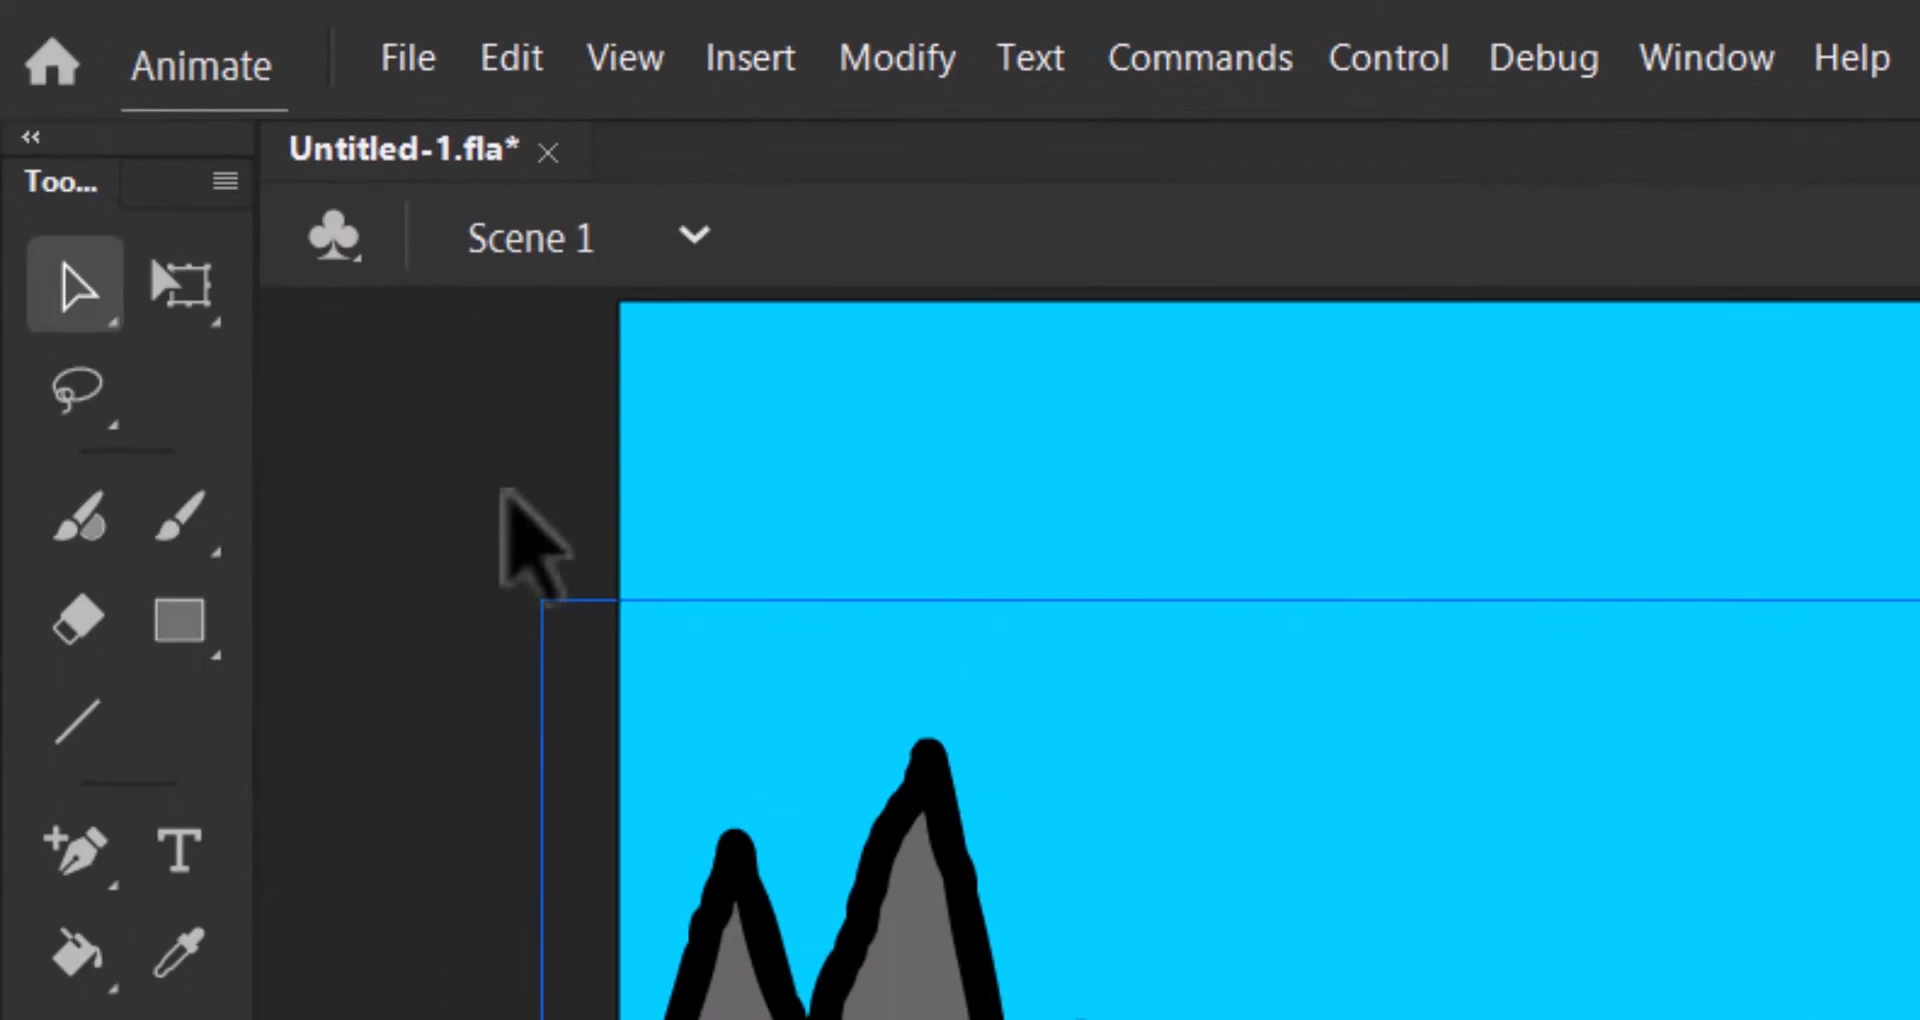 Animate File Edit View Insert Modify Text Commands Control Debug Window Help
Untitled-1.fla*
Too...
Scene 1